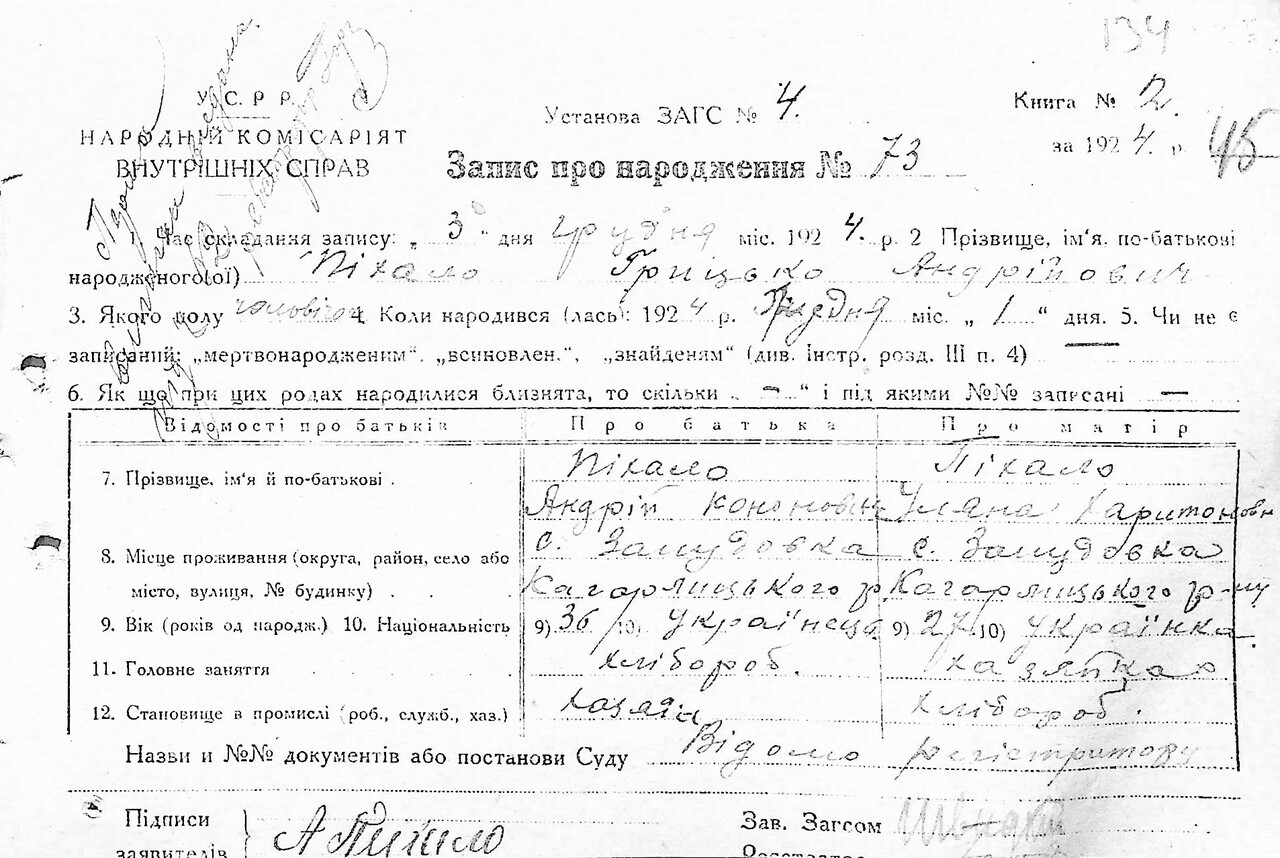 134
У. С. Р. Р.
НАРОДНІЙ КОМІСАРІЯТ
ВНУТРІШНІХ СПРАВ
Установа ЗАГС № 4.
Книга № 2.
за 1924. р. 45
Запис про народження № 73
1. Час складання запису: „ 3 " дня грудня міс. 1924. р. 2 Прізвище, ім'я, по-батькові
народженого(ої) Пікало Грицько Андрійович
3. Якого полу чоловічого 4. Коли народився (лась): 1924 р. Грудня міс. „ 1 “ дня. 5. Чи не є
записаний: „мертвонародженим“, „всиновлен.“, „знайденям“ (див. Інстр. розд. III п. 4) —
6. Як що при цих родах народилися близнята, то скільки „ – “ і під якими №№ записані —
Відомості про батьків Про батька Про матір
7. Прізвище, ім'я й по-батькові . Пікало Пікало
Андрій Кононович Уляна Харитоновн
8. Місце проживання (округа, район, село або с. Зашудовка с. Зашудовка
місто, вулиця, № будинку) . . . Кагарлицького р. Кагарлицького р-ну
9. Вік (років од народж.) 10. Національність 9) 36 10) Українець 9) 27 10) Українка
11. Головне заняття хлібороб. хазяйка
12. Становище в промислі (роб., служб., хаз.) хазяїн хлібороб.
Назви и №№ документів або постанови Суду Відомо регістратору
Підписи
заявителів
А Пикало
Зав. Загсом